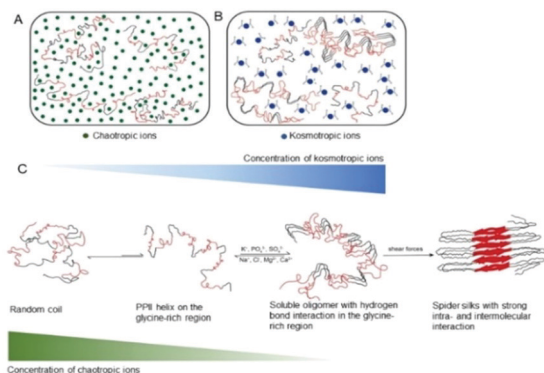 A
B
Chaotropic ions
Kosmotropic ions
Concentration of kosmotropic ions
C
K⁺, PO₄³⁻, SO₄²⁻
Na⁺, Cl⁻, Mg²⁺, Ca²⁺
shear forces
Random coil
PPII helix on the
glycine-rich region
Soluble oligomer with hydrogen
bond interaction in the glycine-
rich region
Spider silks with strong
intra- and intermolecular
interaction
Concentration of chaotropic ions